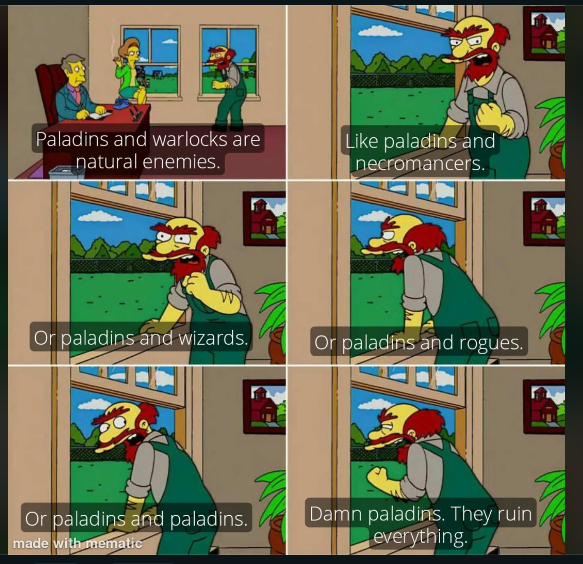 Paladins and warlocks are
natural enemies.
Like paladins and
necromancers.
Or paladins and wizards.
Or paladins and rogues.
Or paladins and paladins.
Damn paladins. They ruin
everything.
made with mematic